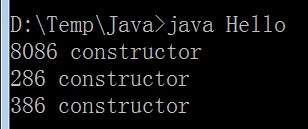 D:\Temp\Java>java Hello
8086 constructor
286 constructor
386 constructor